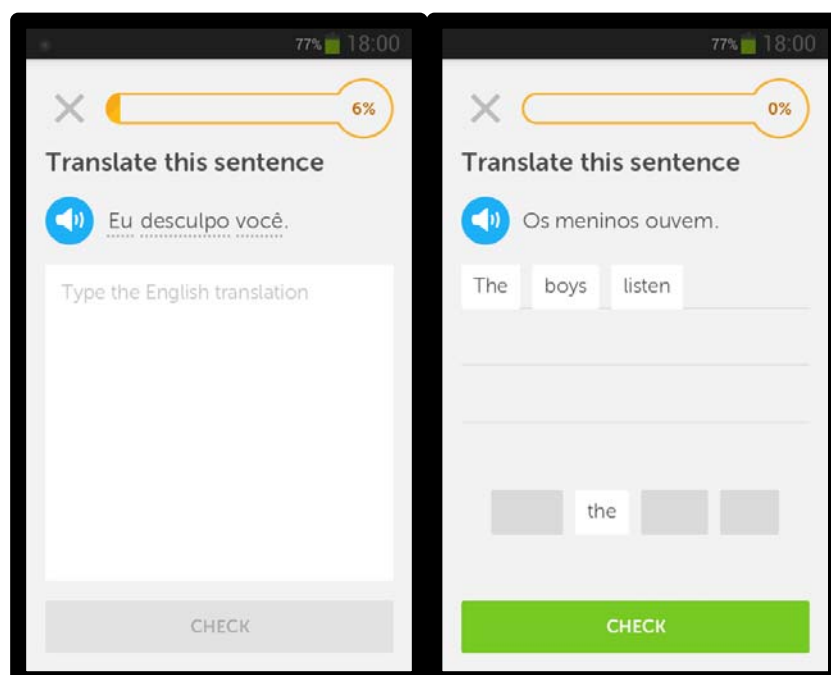 77% 18:00
6%
Translate this sentence
Eu desculpo você.
Type the English translation
CHECK
77% 18:00
0%
Translate this sentence
Os meninos ouvem.
The boys listen
the
CHECK